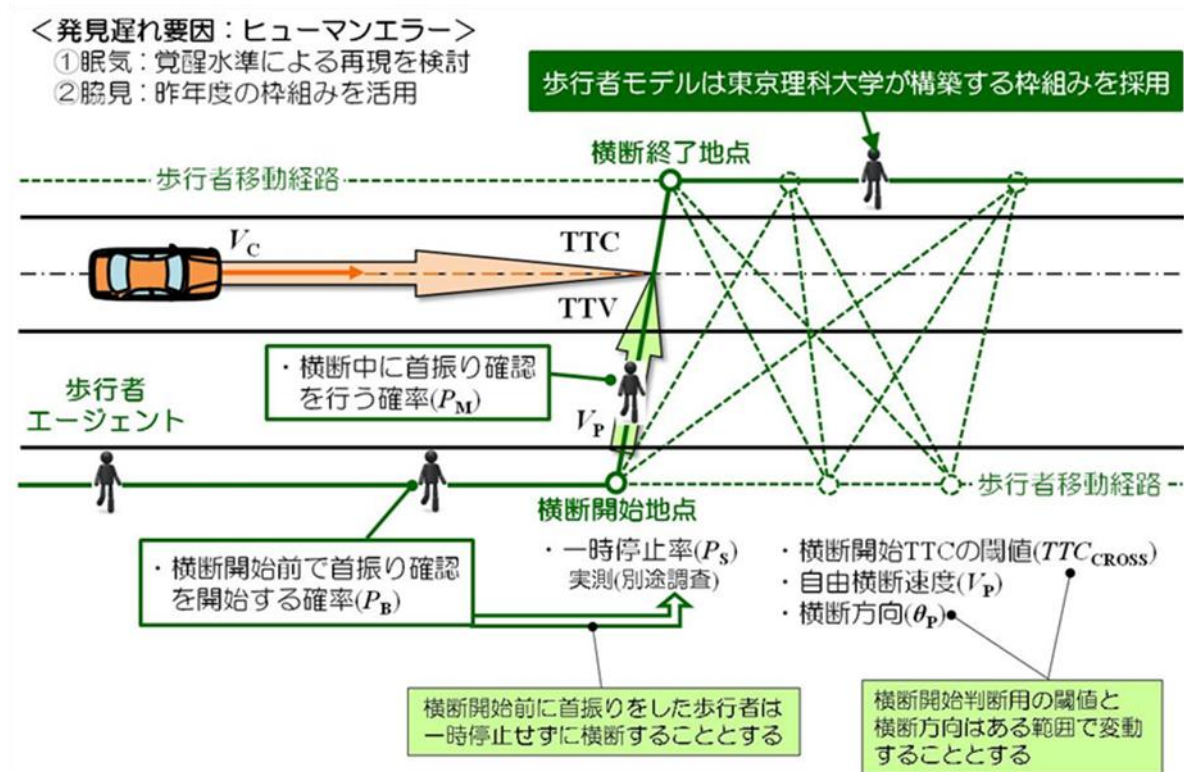 ＜発見遅れ要因：ヒューマンエラー＞
①眠気：覚醒水準による再現を検討
②脇見：昨年度の枠組みを活用
歩行者モデルは東京理科大学が構築する枠組みを採用
横断終了地点
歩行者移動経路
VC
TTC
TTV
・横断中に首振り確認
を行う確率(PM)
歩行者
エージェント
VP
歩行者移動経路
横断開始地点
・横断開始前で首振り確認
を開始する確率(PB)
・一時停止率(PS)
実測(別途調査)
・横断開始TTCの閾値(TTCCROSS)
・自由横断速度(VP)
・横断方向(θP)
横断開始前に首振りをした歩行者は
一時停止せずに横断することとする
横断開始判断用の閾値と
横断方向はある範囲で変動
することとする